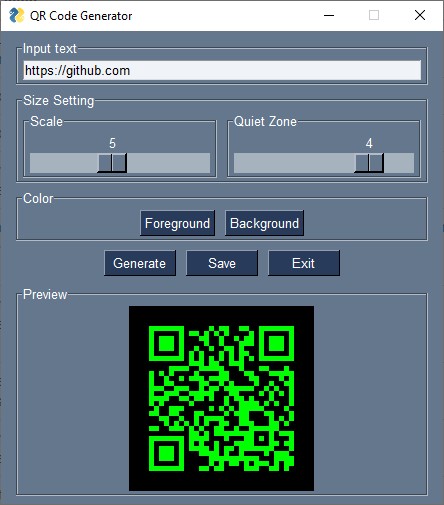 QR Code Generator
Input text
https://github.com
Size Setting
Scale
Quiet Zone
5
4
Color
Foreground
Background
Generate
Save
Exit
Preview